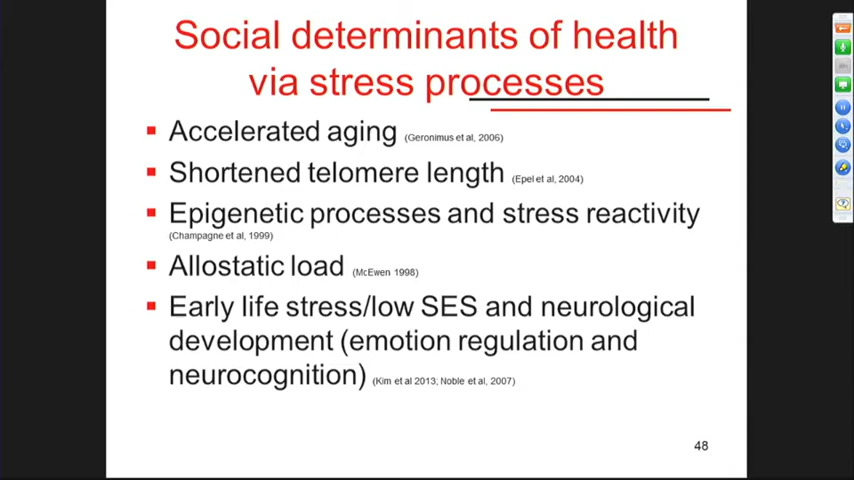 Social determinants of health
via stress processes
Accelerated aging (Geronimus et al, 2006)
Shortened telomere length (Epel et al, 2004)
Epigenetic processes and stress reactivity
(Champagne et al, 1999)
Allostatic load (McEwen 1998)
Early life stress/low SES and neurological
development (emotion regulation and
neurocognition) (Kim et al 2013; Noble et al, 2007)
48